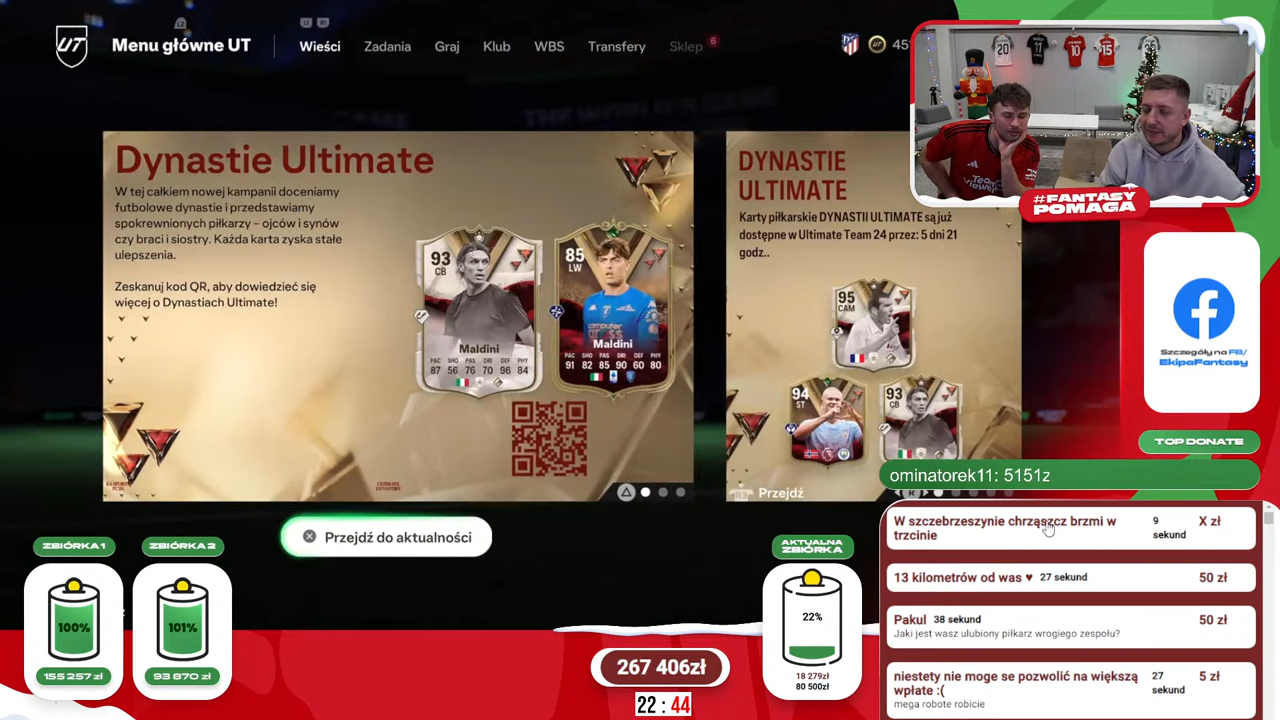 UT
Menu główne UT
Wieści
Zadania
Graj
Klub
WBS
Transfery
Sklep
6
45
20
11
10
15
Dynastie Ultimate
W tej całkiem nowej kampanii doceniamy
futbolowe dynastie i przedstawiamy
spokrewnionych piłkarzy – ojców i synów
czy braci i siostry. Każda karta zyska stałe
ulepszenia.
Zeskanuj kod QR, aby dowiedzieć się
więcej o Dynastiach Ultimate!
93
CB
Maldini
PAC SHO PAS DRI DEF PHY
87 56 76 70 96 84
85
LW
Maldini
PAC SHO PAS DRI DEF PHY
91 82 85 90 60 80
DYNASTIE
ULTIMATE
Karty piłkarskie DYNASTII ULTIMATE są już
dostępne w Ultimate Team 24 przez: 5 dni 21
godz..
95
CAM
94
ST
93
CB
R
Przejdź
Przejdź do aktualności
#FANTASY
POMAGA
Szczegóły na FB/
EkipaFantasy
TOP DONATE
ominatorek11: 5151z
W szczebrzeszynie chrząszcz brzmi w
trzcinie
9
sekund
X zł
13 kilometrów od was ♥ 27 sekund 50 zł
Pakul 38 sekund 50 zł
Jaki jest wasz ulubiony piłkarz wrogiego zespołu?
niestety nie moge se pozwolić na większą
wpłate :(
27
sekund
5 zł
mega robote robicie
ZBIÓRKA 1
100%
155 257 zł
ZBIÓRKA 2
101%
93 870 zł
AKTUALNA
ZBIÓRKA
22%
18 279zł
80 500zł
267 406zł
22 : 44